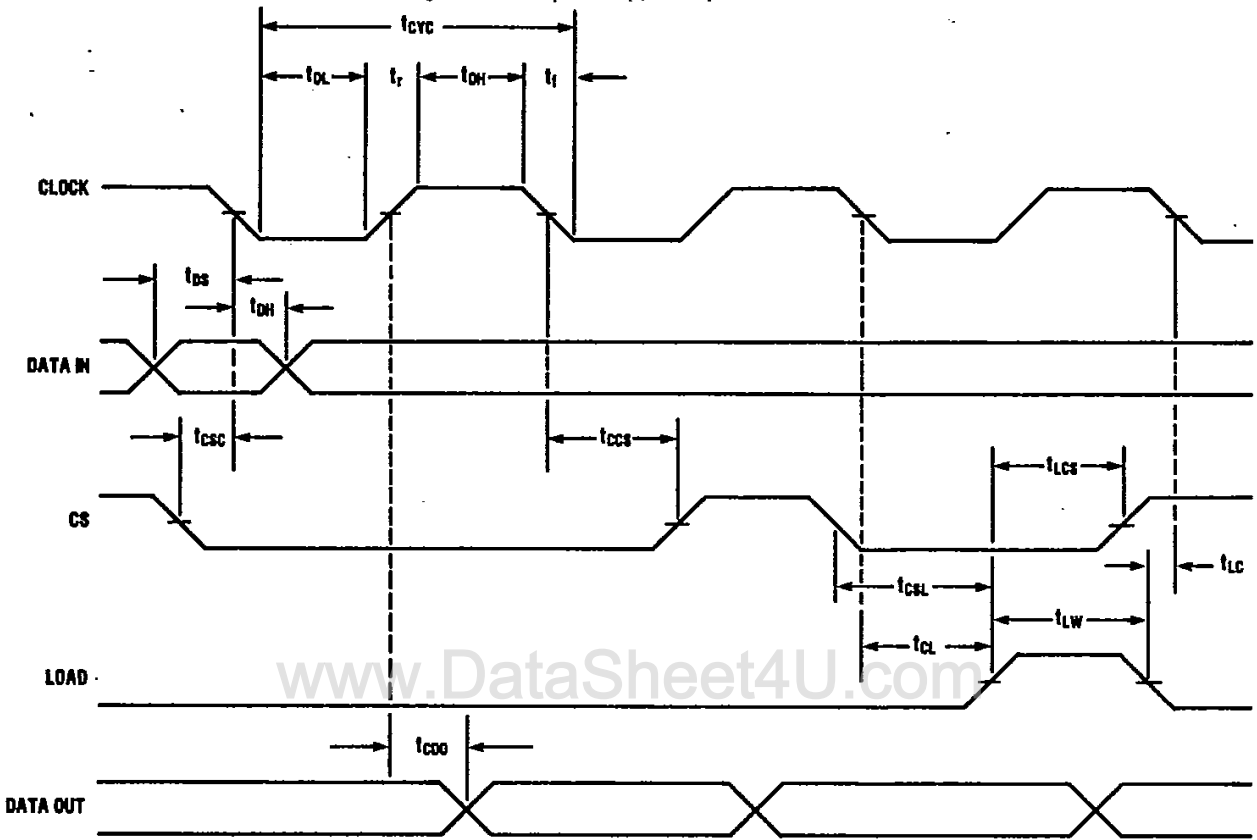 tCYC
tDL tr tDH tf
CLOCK
tDS
tDH
DATA IN
tCSC tCCS
tLCS
CS
tLC
tCSL
tLW
tCL
LOAD
www.DataSheet4U.com
tCDO
DATA OUT